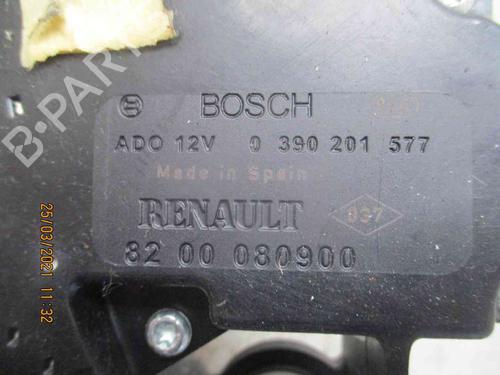 BOSCH
ADO 12V 0 390 201 577
Made in Spain
RENAULT 037
82 00 080900
25/03/2021 11:32
B-PARTS